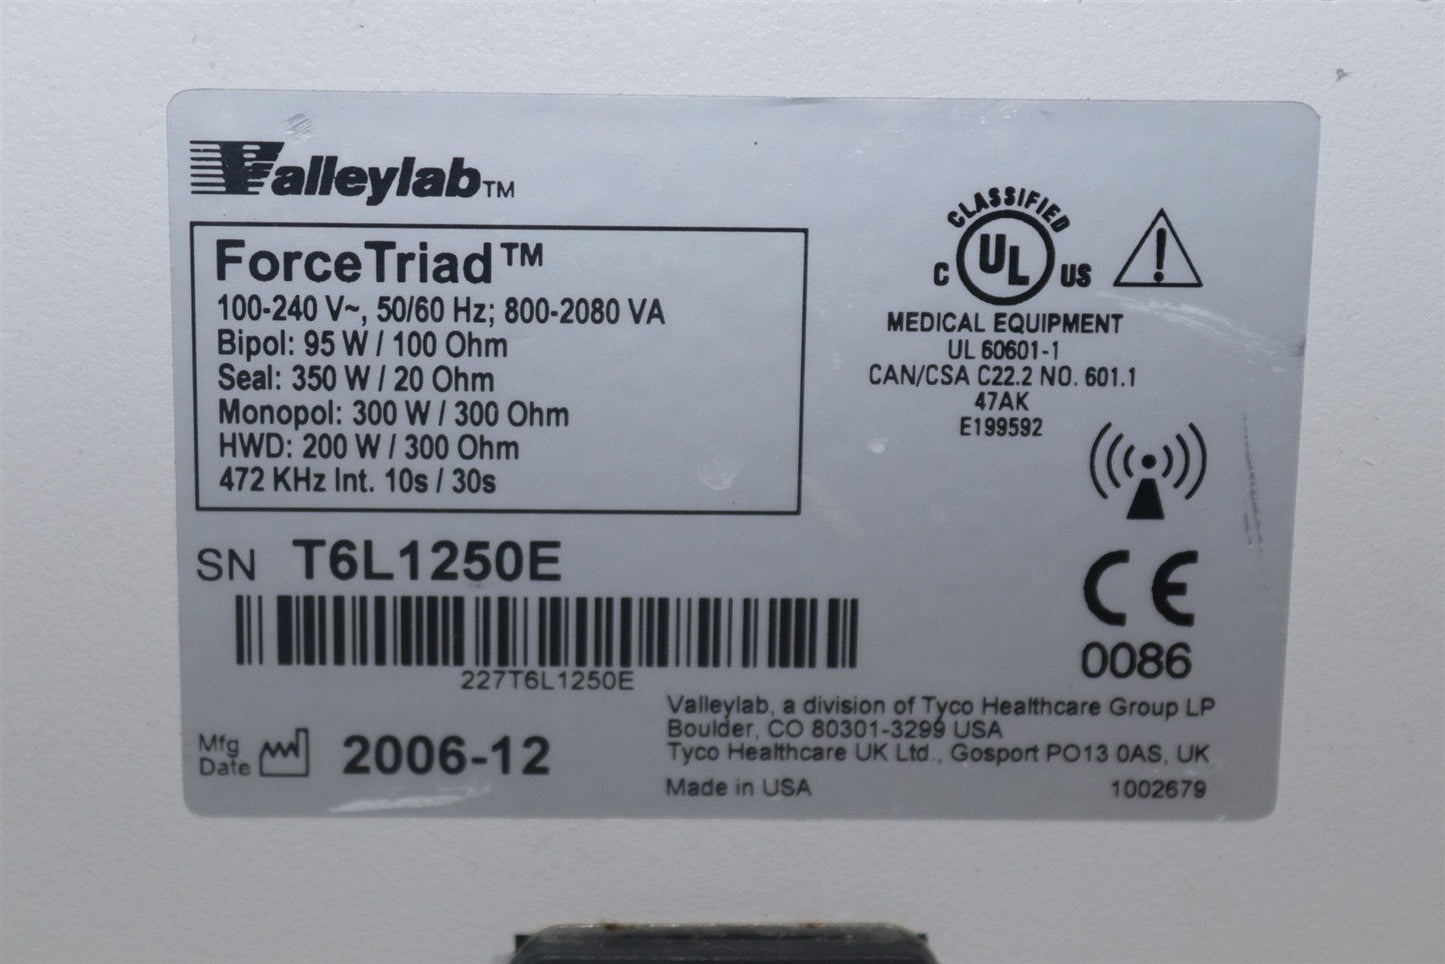 Valleylab™
ForceTriad™
100-240 V~, 50/60 Hz; 800-2080 VA
Bipol: 95 W / 100 Ohm
Seal: 350 W / 20 Ohm
Monopol: 300 W / 300 Ohm
HWD: 200 W / 300 Ohm
472 KHz Int. 10s / 30s
CLASSIFIED
C UL US
MEDICAL EQUIPMENT
UL 60601-1
CAN/CSA C22.2 NO. 601.1
47AK
E199592
SN T6L1250E
227T6L1250E
CE
0086
Mfg
Date 2006-12
Valleylab, a division of Tyco Healthcare Group LP
Boulder, CO 80301-3299 USA
Tyco Healthcare UK Ltd., Gosport PO13 0AS, UK
Made in USA 1002679